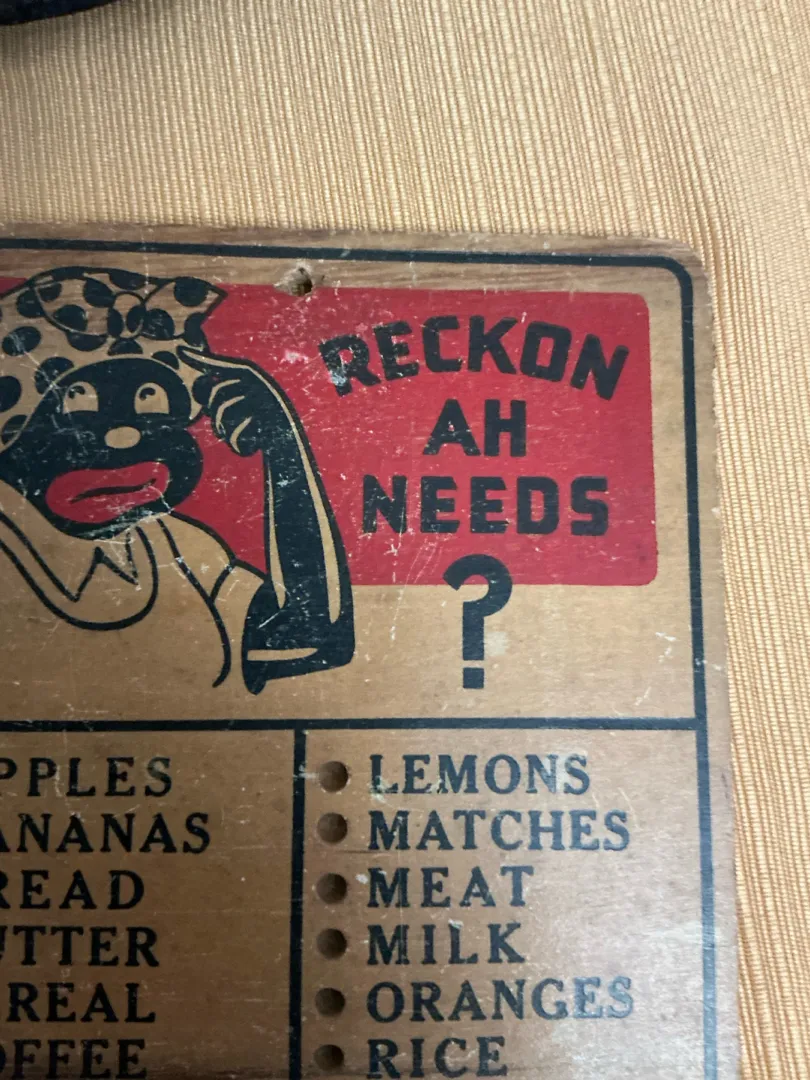 RECKON
AH
NEEDS
?
PPLES
ANANAS
READ
UTTER
REAL
OFFEE
LEMONS
MATCHES
MEAT
MILK
ORANGES
RICE